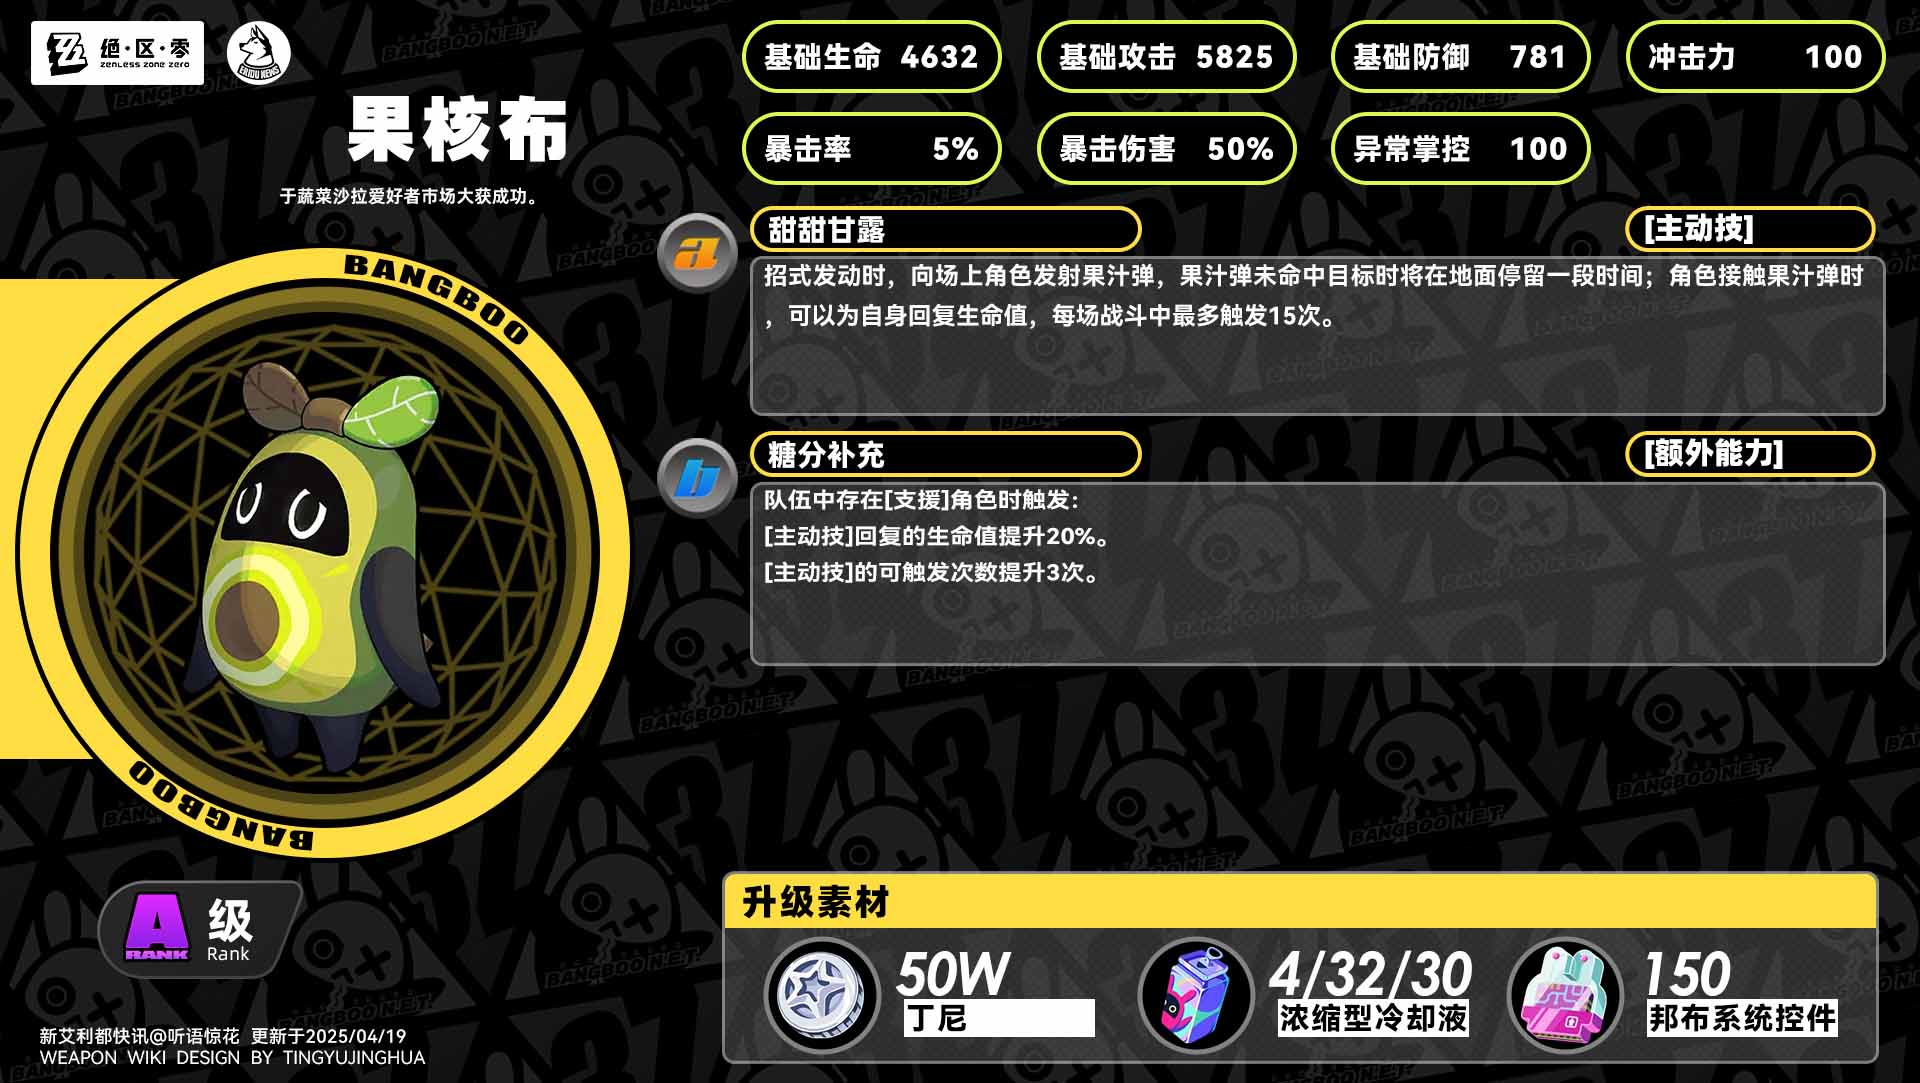 绝·区·零
ZENLESS ZONE ZERO
ERIDU NEWS
果核布
于蔬菜沙拉爱好者市场大获成功。
基础生命 4632
基础攻击 5825
基础防御 781
冲击力 100
暴击率 5%
暴击伤害 50%
异常掌控 100
a
甜甜甘露
[主动技]
招式发动时，向场上角色发射果汁弹，果汁弹未命中目标时将在地面停留一段时间；角色接触果汁弹时
，可以为自身回复生命值，每场战斗中最多触发15次。
b
糖分补充
[额外能力]
队伍中存在[支援]角色时触发：
[主动技]回复的生命值提升20%。
[主动技]的可触发次数提升3次。
BANGBOO
BANGBOO
A
RANK
级
Rank
升级素材
50W
丁尼
4/32/30
浓缩型冷却液
150
邦布系统控件
新艾利都快讯@听语惊花 更新于2025/04/19
WEAPON WIKI DESIGN BY TINGYUJINGHUA